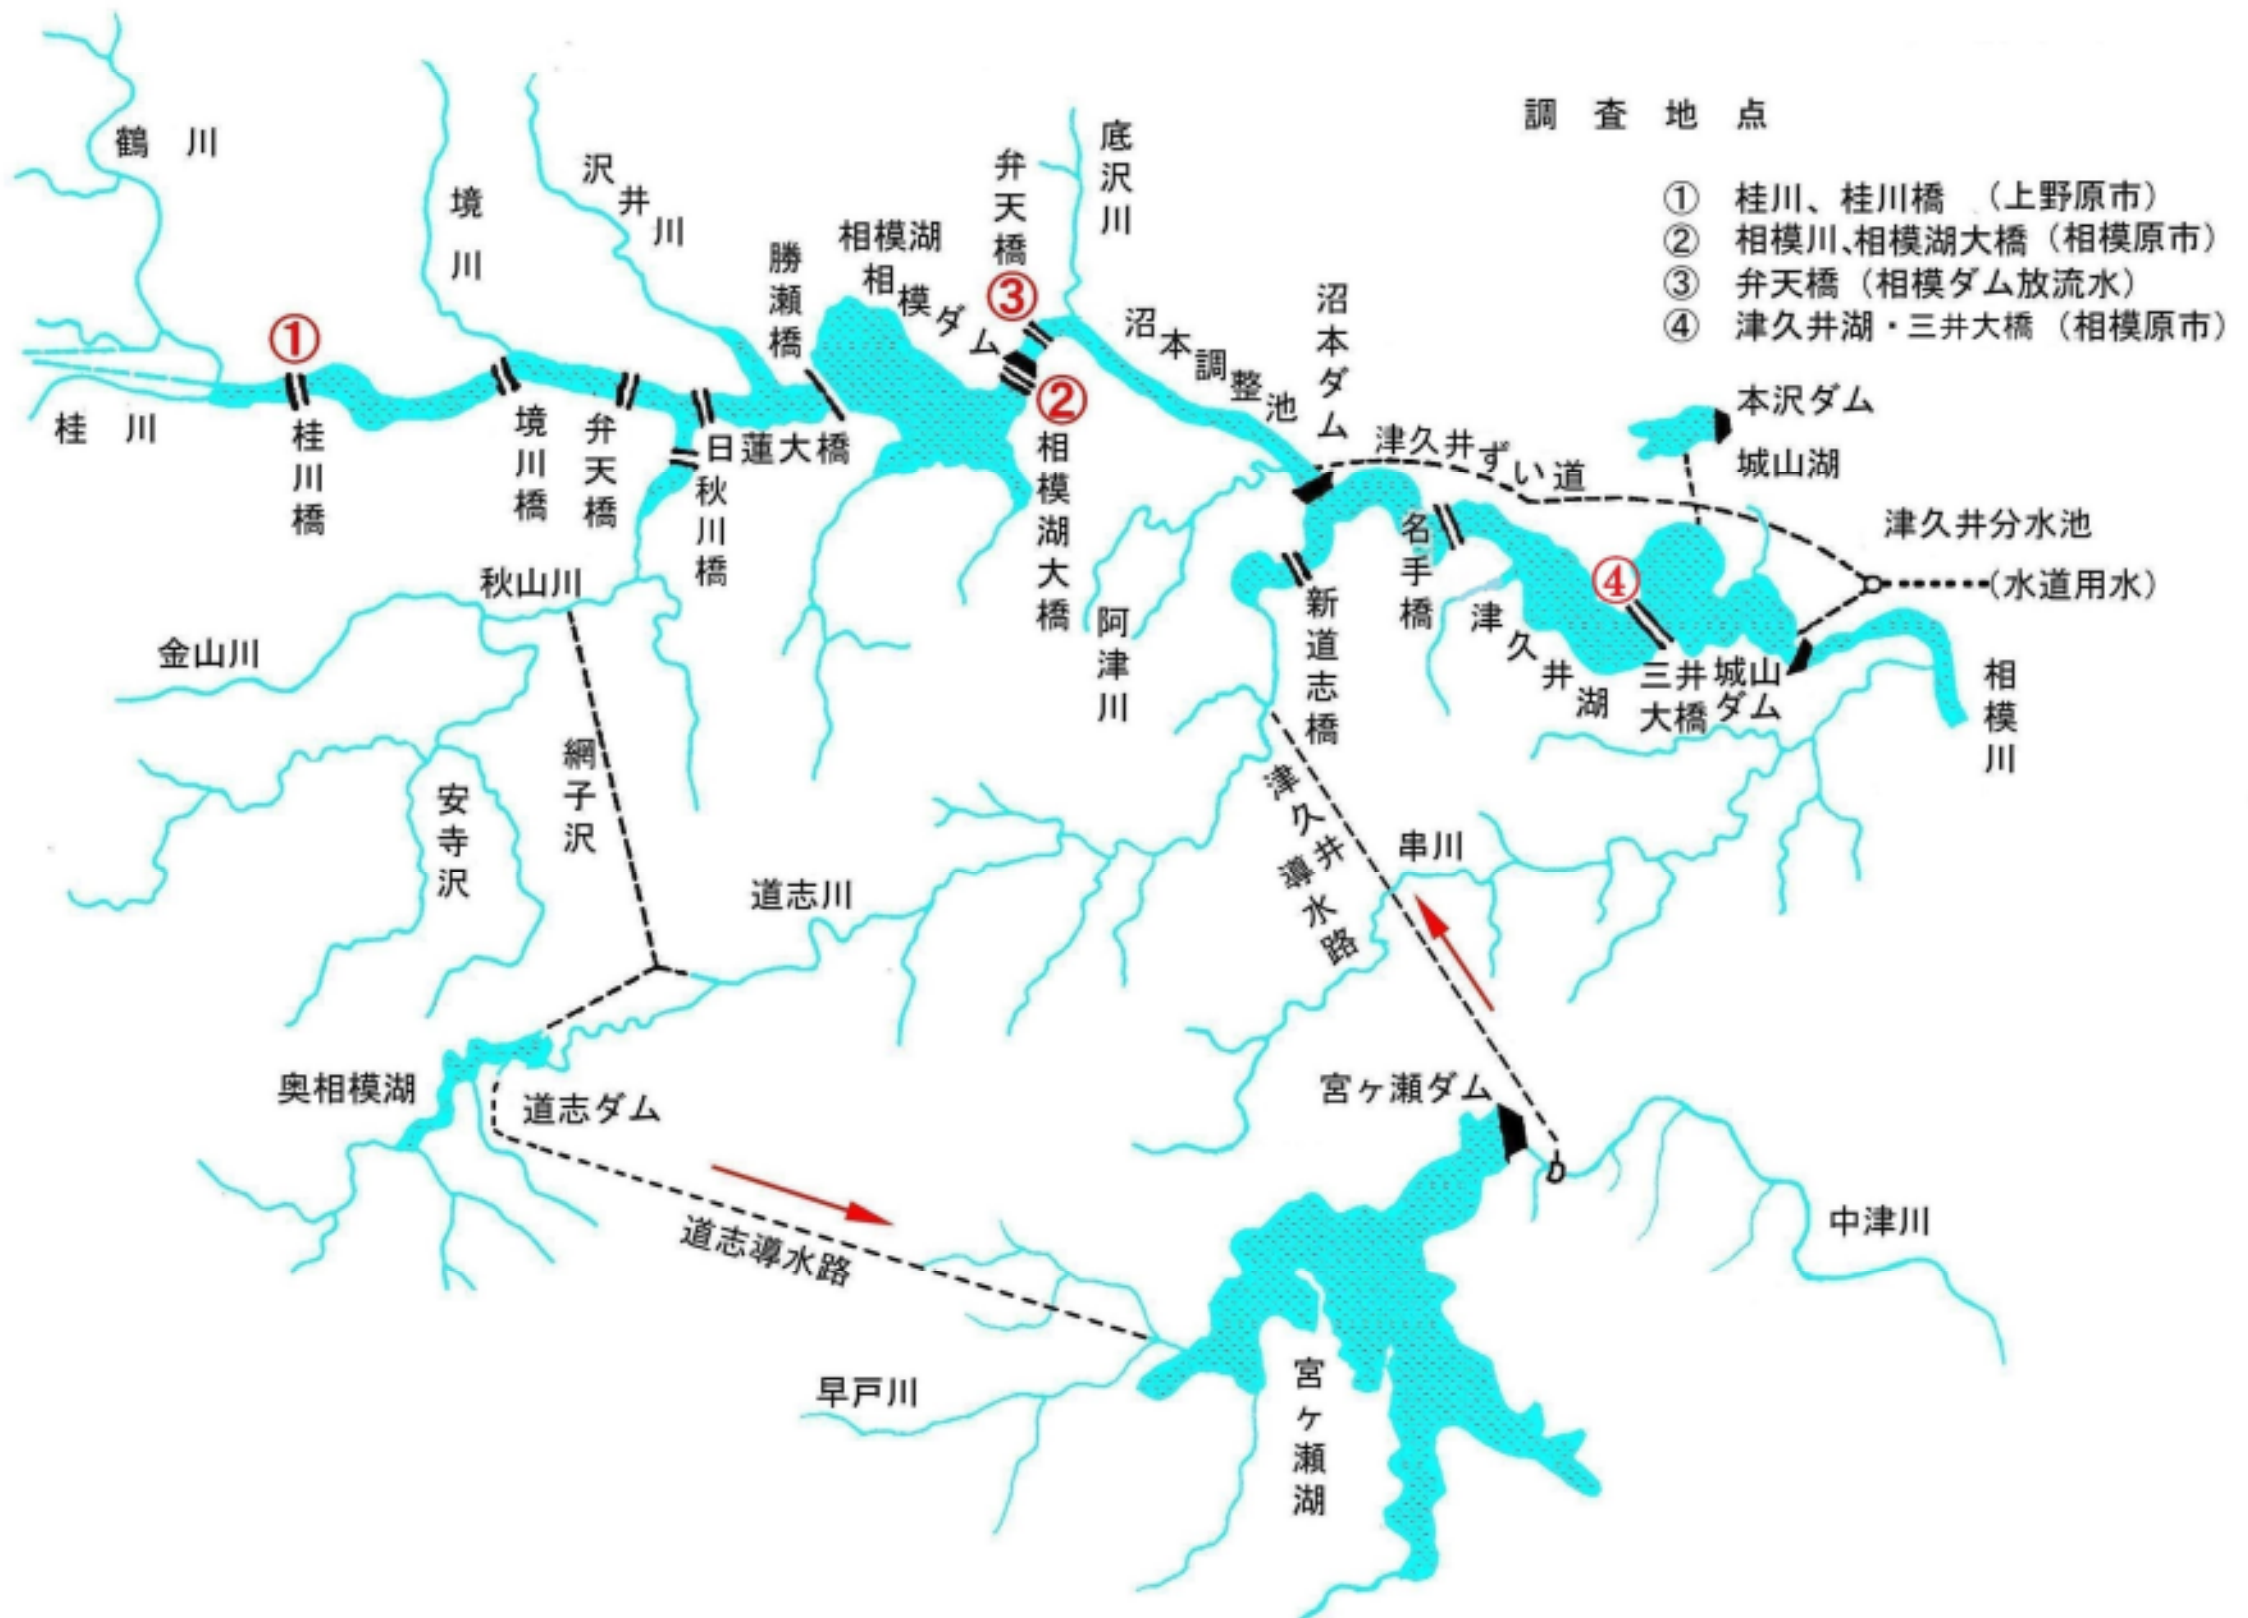 調査地点
① 桂川、桂川橋 （上野原市）
② 相模川、相模湖大橋（相模原市）
③ 弁天橋（相模ダム放流水）
④ 津久井湖・三井大橋（相模原市）
鶴川
境川
沢井川
勝瀬橋
相模湖
相模ダム
弁天橋
③
底沢川
沼本調整池
沼本ダム
①
桂川
桂川橋
境川橋
弁天橋
日蓮大橋
秋川橋
②
相模湖大橋
津久井ずい道
本沢ダム
城山湖
津久井分水池
(水道用水)
名手橋
④
新道志橋
阿津川
津久井湖
三井大橋
城山ダム
相模川
秋山川
金山川
網子沢
安寺沢
道志川
津久井導水路
串川
奥相模湖
道志ダム
道志導水路
宮ヶ瀬ダム
中津川
早戸川
宮ヶ瀬湖